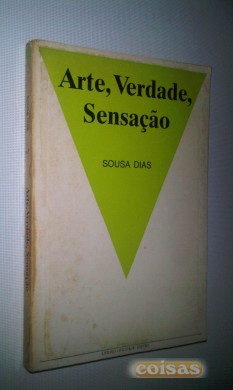 Arte, Verdade,
Sensação
SOUSA DIAS
coisas